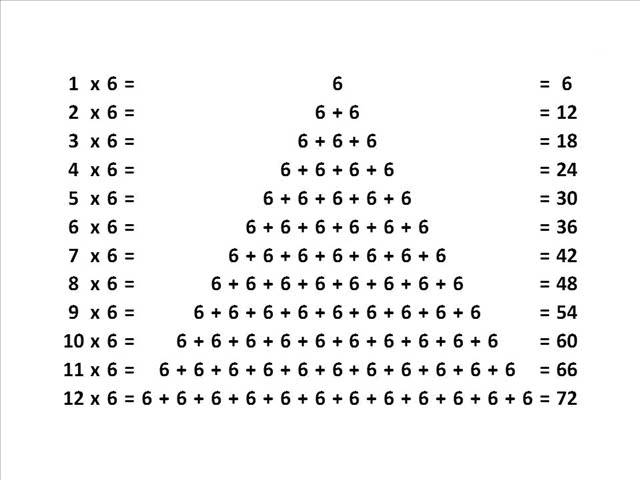 1 x 6 = 6 = 6
2 x 6 = 6 + 6 = 12
3 x 6 = 6 + 6 + 6 = 18
4 x 6 = 6 + 6 + 6 + 6 = 24
5 x 6 = 6 + 6 + 6 + 6 + 6 = 30
6 x 6 = 6 + 6 + 6 + 6 + 6 + 6 = 36
7 x 6 = 6 + 6 + 6 + 6 + 6 + 6 + 6 = 42
8 x 6 = 6 + 6 + 6 + 6 + 6 + 6 + 6 + 6 = 48
9 x 6 = 6 + 6 + 6 + 6 + 6 + 6 + 6 + 6 + 6 = 54
10 x 6 = 6 + 6 + 6 + 6 + 6 + 6 + 6 + 6 + 6 + 6 = 60
11 x 6 = 6 + 6 + 6 + 6 + 6 + 6 + 6 + 6 + 6 + 6 + 6 = 66
12 x 6 = 6 + 6 + 6 + 6 + 6 + 6 + 6 + 6 + 6 + 6 + 6 + 6 = 72